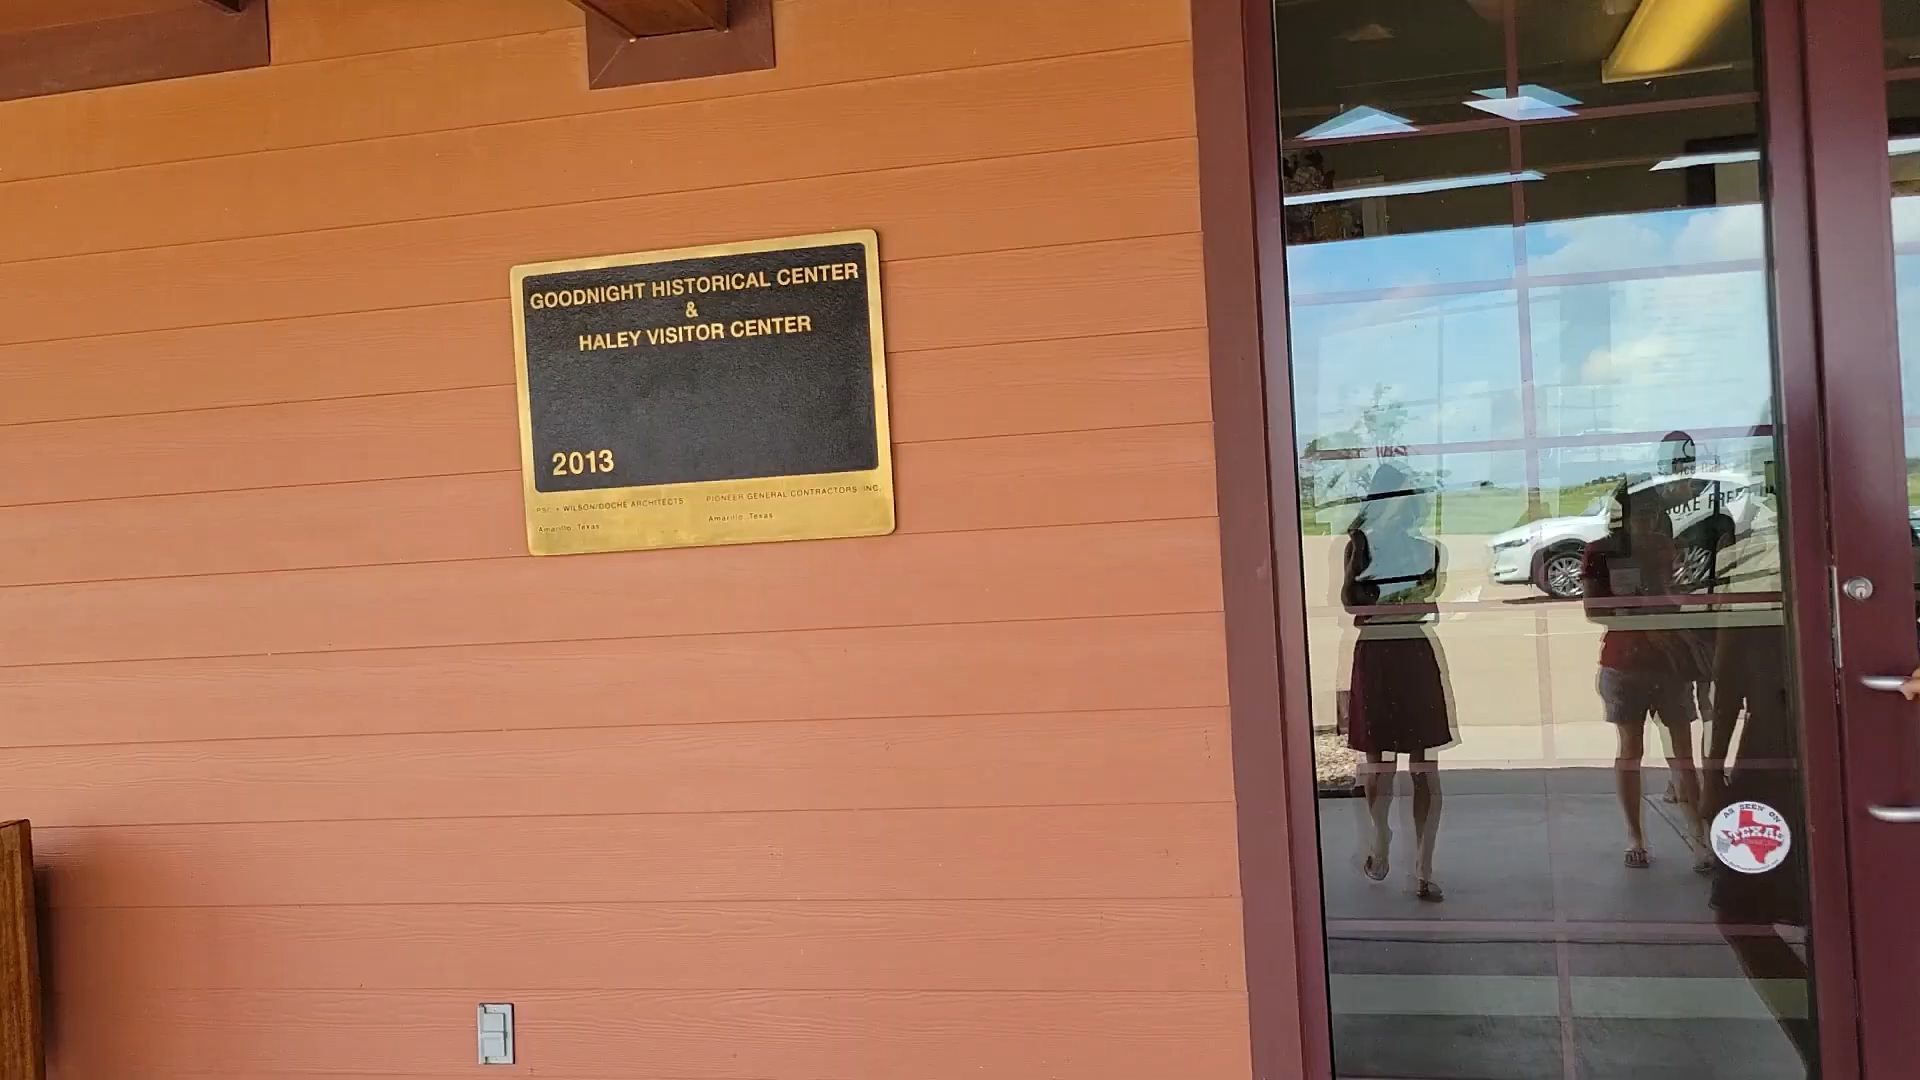 GOODNIGHT HISTORICAL CENTER
&
HALEY VISITOR CENTER
2013
WILSON/DOCHE ARCHITECTS
Amarillo, Texas
PIONEER GENERAL CONTRACTORS, INC.
Amarillo, Texas
FREE
AS SEEN ON
TEXAS